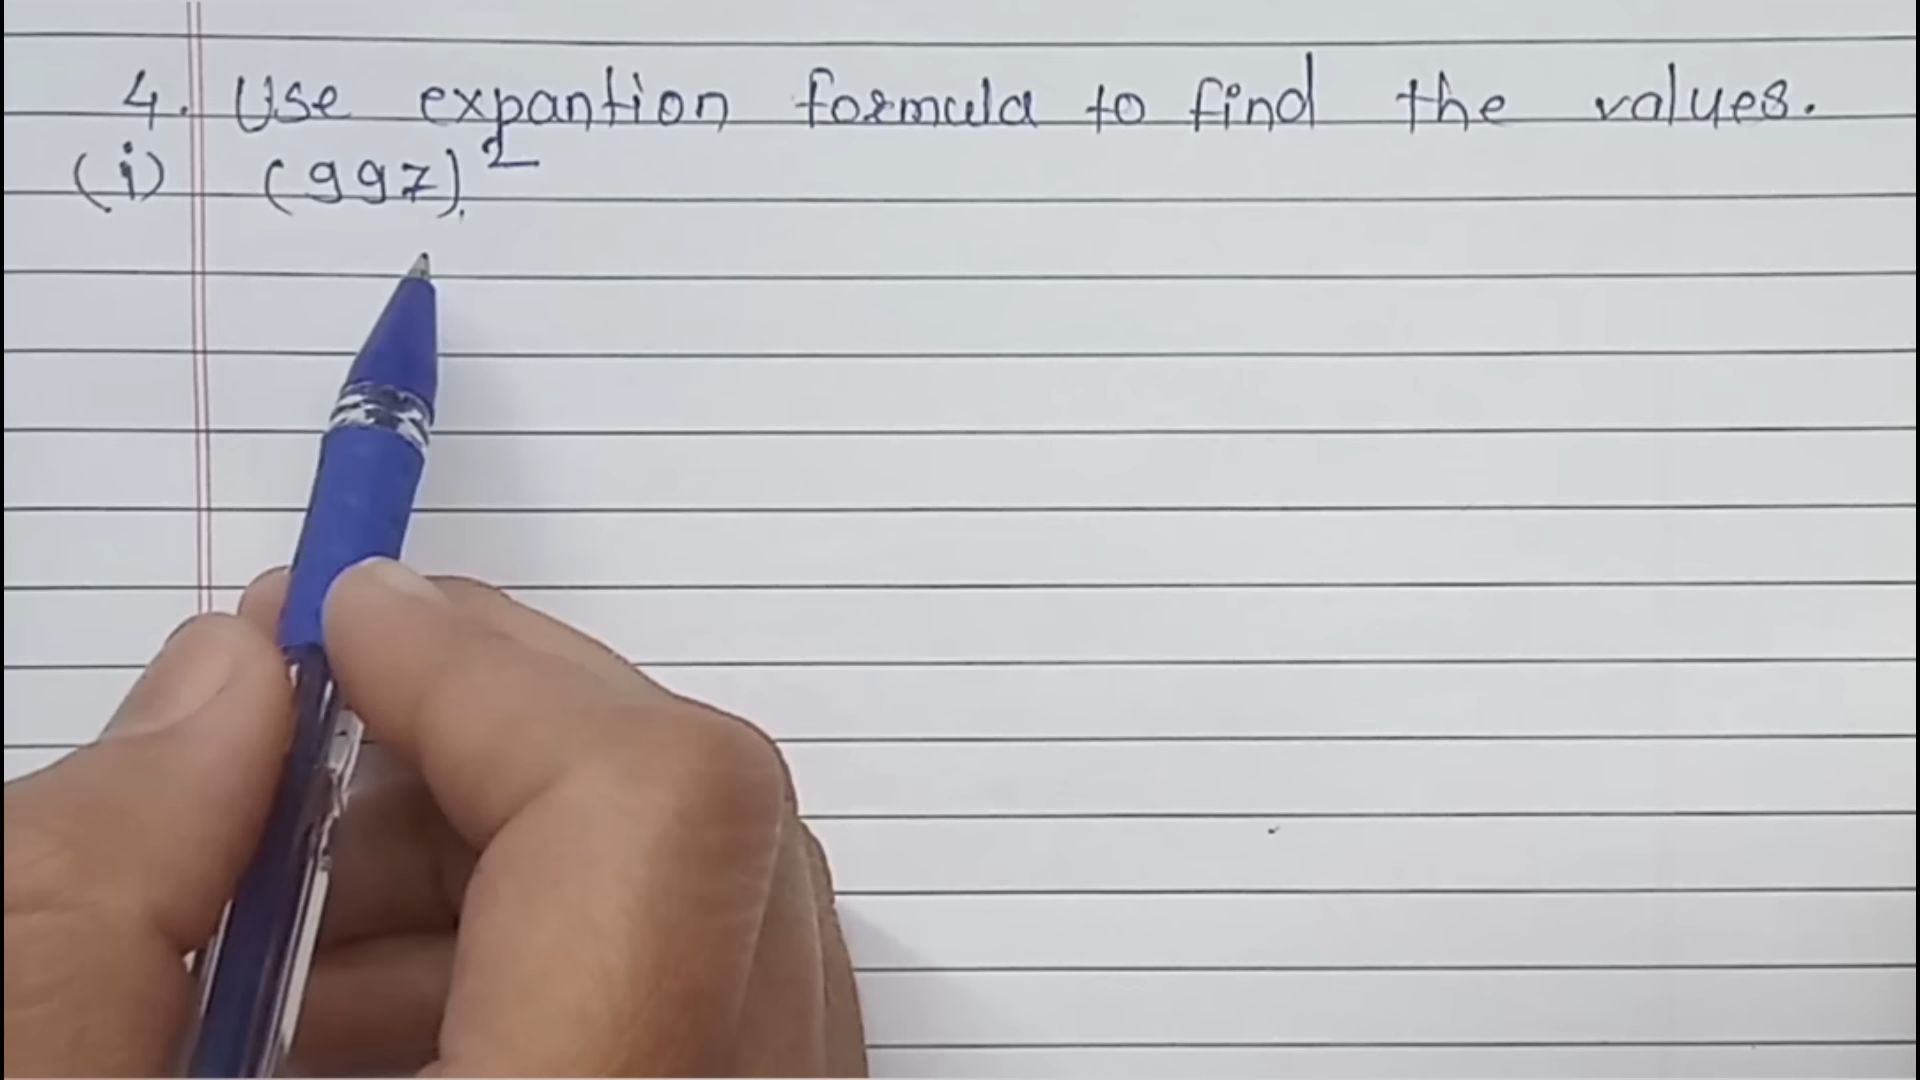 4. Use expantion formula to find the values.
(i) (997)²